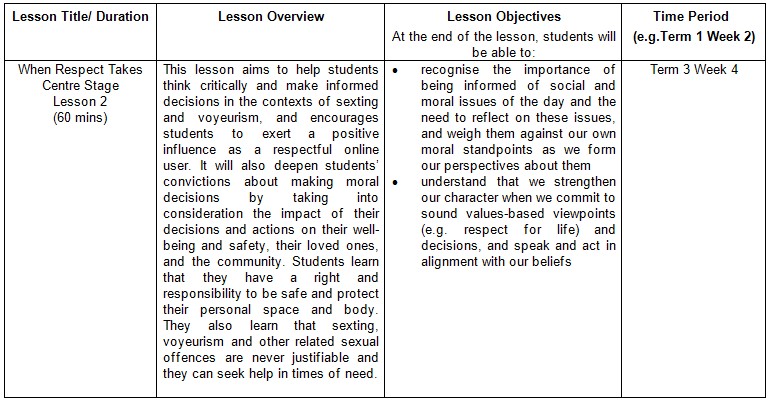 Lesson Title/ Duration
Lesson Overview
Lesson Objectives
At the end of the lesson, students will
be able to:
Time Period
(e.g.Term 1 Week 2)
When Respect Takes
Centre Stage
Lesson 2
(60 mins)
This lesson aims to help students
think critically and make informed
decisions in the contexts of sexting
and voyeurism, and encourages
students to exert a positive
influence as a respectful online
user. It will also deepen students’
convictions about making moral
decisions by taking into
consideration the impact of their
decisions and actions on their well-
being and safety, their loved ones,
and the community. Students learn
that they have a right and
responsibility to be safe and protect
their personal space and body.
They also learn that sexting,
voyeurism and other related sexual
offences are never justifiable and
they can seek help in times of need.
• recognise the importance of
being informed of social and
moral issues of the day and the
need to reflect on these issues,
and weigh them against our own
moral standpoints as we form
our perspectives about them
• understand that we strengthen
our character when we commit to
sound values-based viewpoints
(e.g. respect for life) and
decisions, and speak and act in
alignment with our beliefs
Term 3 Week 4